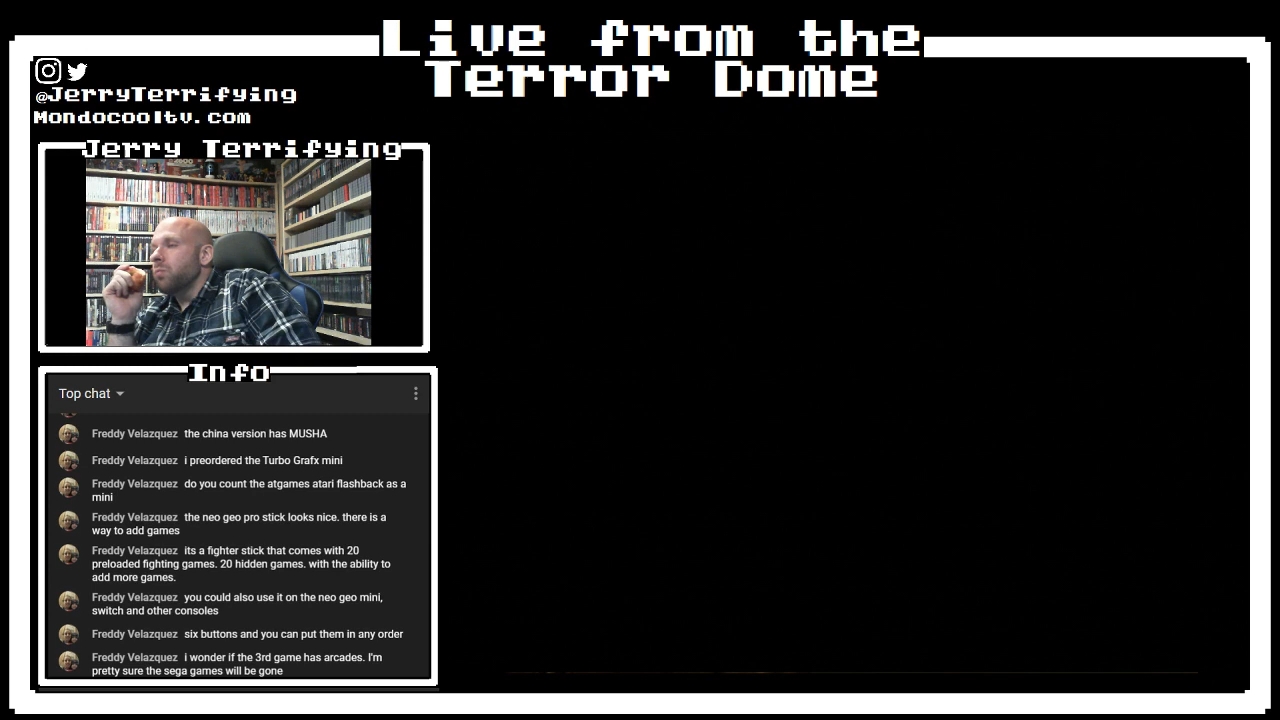 Live from the
Terror Dome
@JerryTerrifying
Mondocooltv.com
Jerry Terrifying
Info
Top chat
Freddy Velazquez the china version has MUSHA
Freddy Velazquez i preordered the Turbo Grafx mini
Freddy Velazquez do you count the atgames atari flashback as a
mini
Freddy Velazquez the neo geo pro stick looks nice. there is a
way to add games
Freddy Velazquez its a fighter stick that comes with 20
preloaded fighting games. 20 hidden games. with the ability to
add more games.
Freddy Velazquez you could also use it on the neo geo mini,
switch and other consoles
Freddy Velazquez six buttons and you can put them in any order
Freddy Velazquez i wonder if the 3rd game has arcades. I'm
pretty sure the sega games will be gone